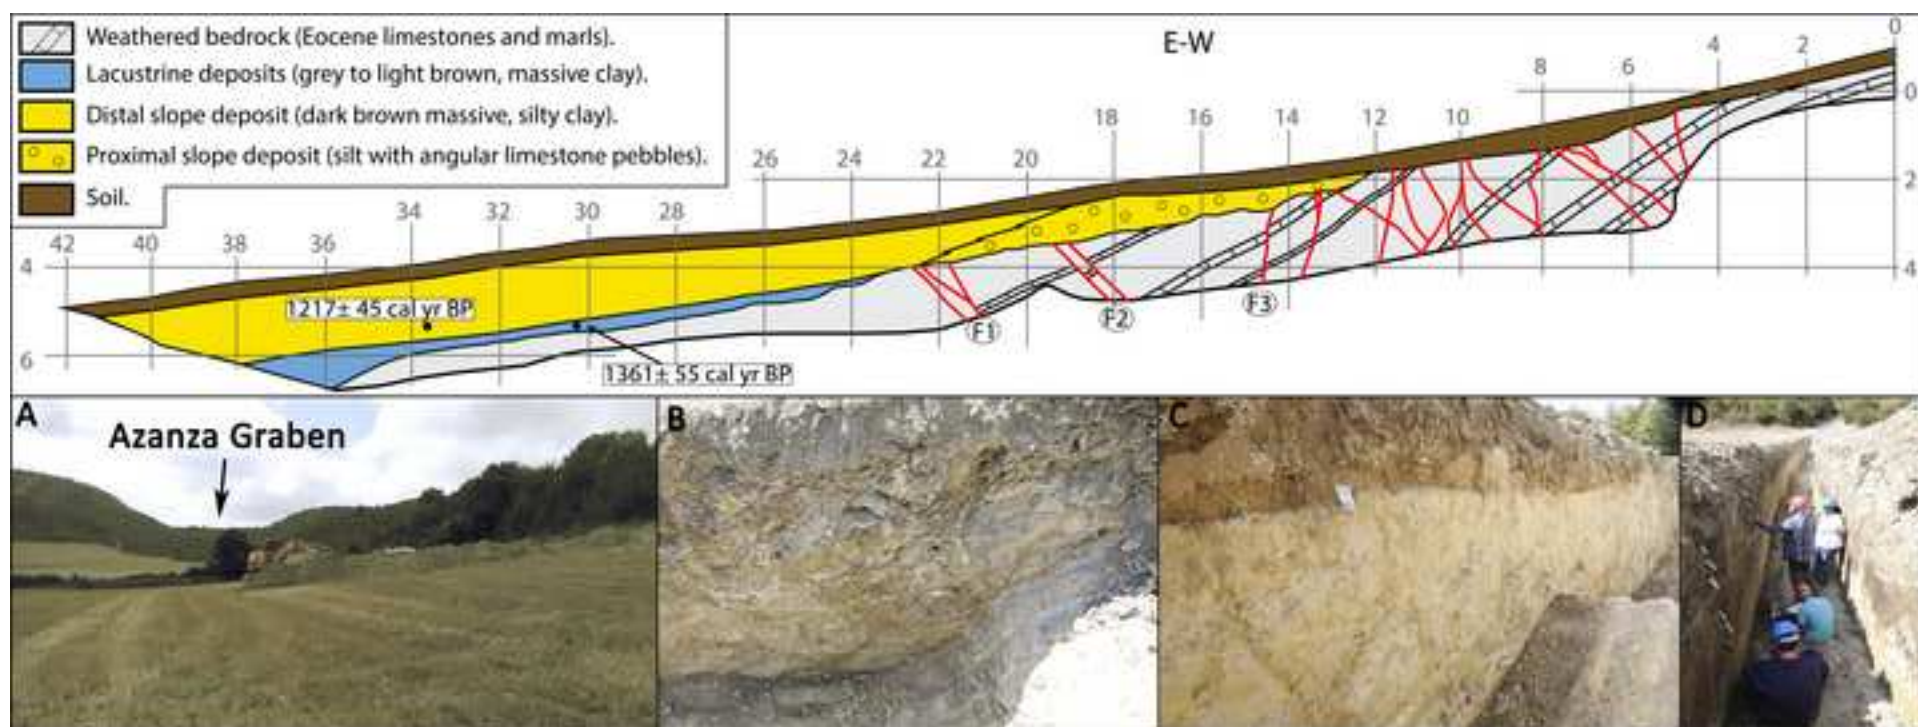 Weathered bedrock (Eocene limestones and marls).
Lacustrine deposits (grey to light brown, massive clay).
Distal slope deposit (dark brown massive, silty clay).
Proximal slope deposit (silt with angular limestone pebbles).
Soil.
E-W
0
2
4
6
8
10
12
14
16
18
20
22
24
26
28
30
32
34
36
38
40
42
0
2
4
4
6
1217± 45 cal yr BP
1361± 55 cal yr BP
F1
F2
F3
A
Azanza Graben
B
C
D